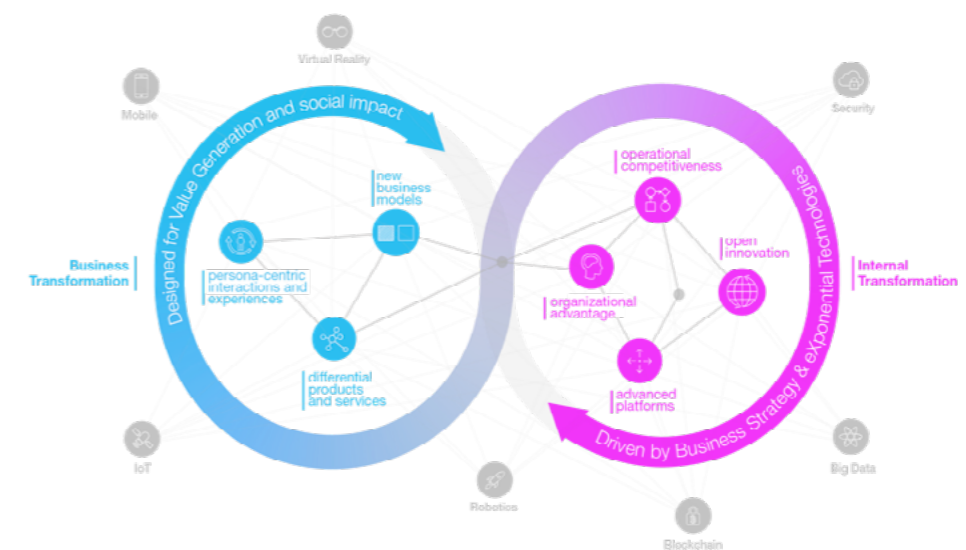 Virtual Reality
Mobile
Security
Designed for Value Generation and social impact
new
business
models
persona-centric
interactions and
experiences
differential
products
and services
Business
Transformation
operational
competitiveness
open
innovation
organizational
advantage
advanced
platforms
Internal
Transformation
Driven by Business Strategy & eXponential Technologies
IoT
Robotics
Big Data
Blockchain